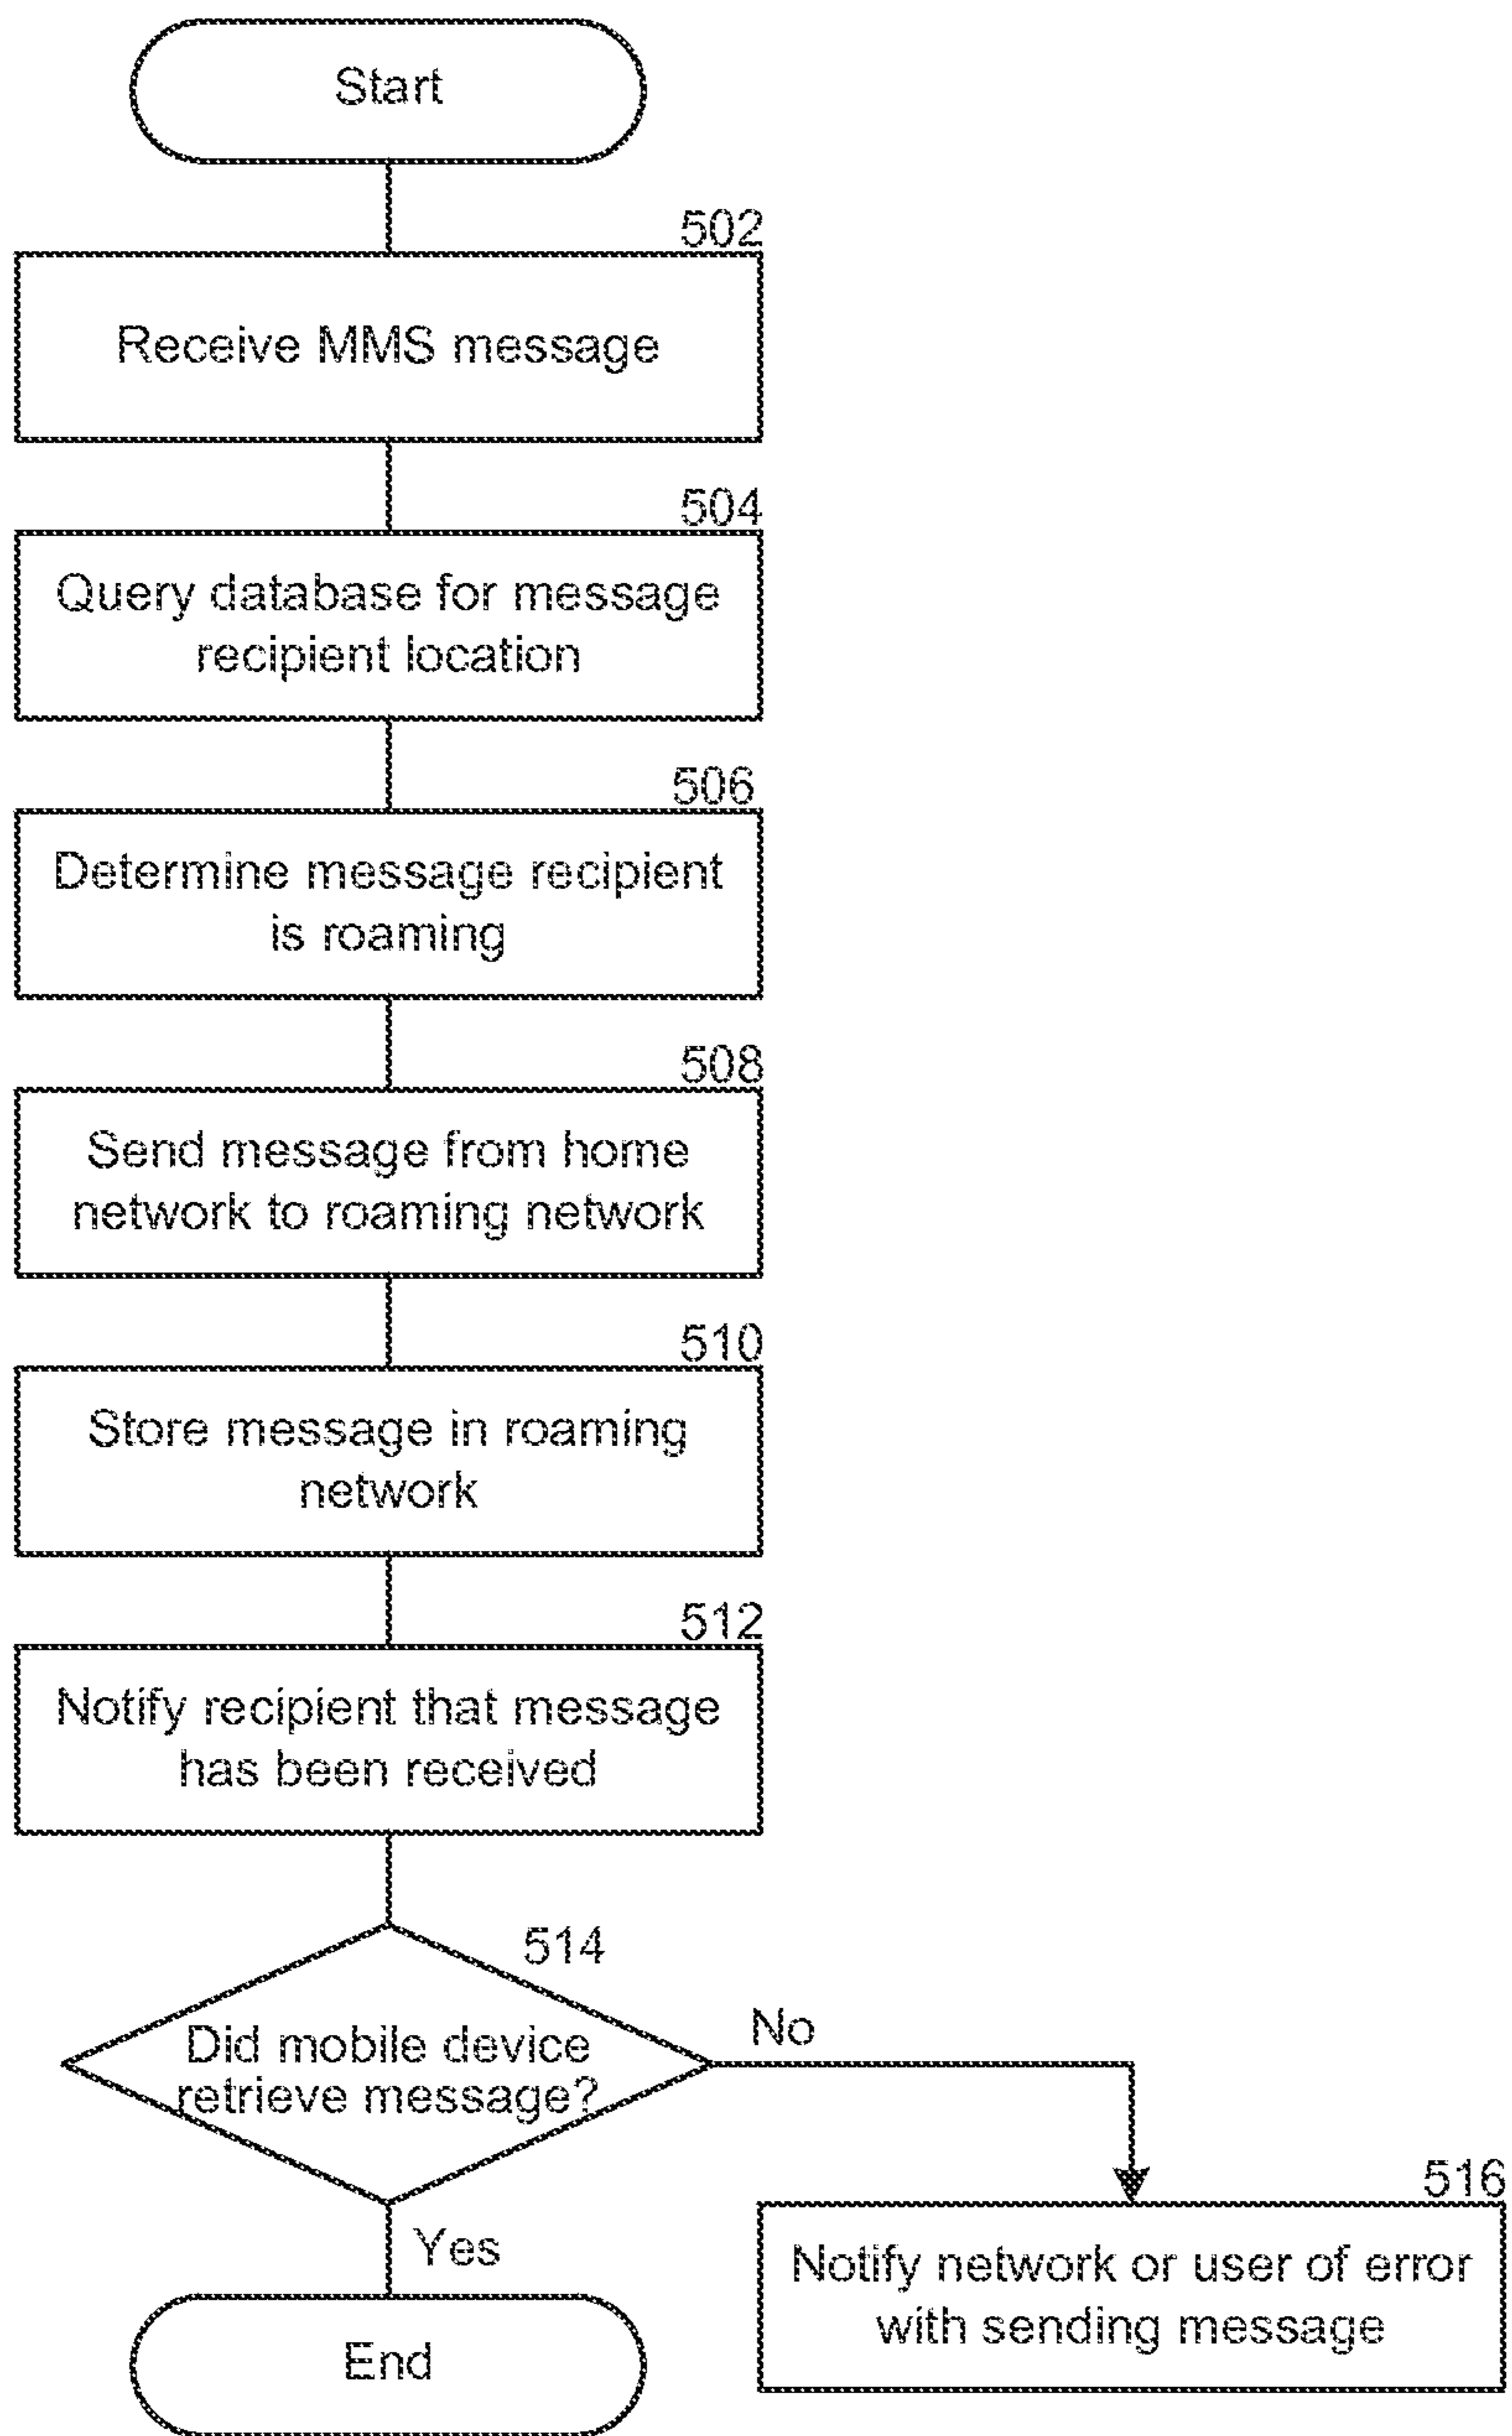 Start
502
Receive MMS message
504
Query database for message
recipient location
506
Determine message recipient
is roaming
508
Send message from home
network to roaming network
510
Store message in roaming
network
512
Notify recipient that message
has been received
514
Did mobile device
retrieve message?
No
Yes
516
Notify network or user of error
with sending message
End